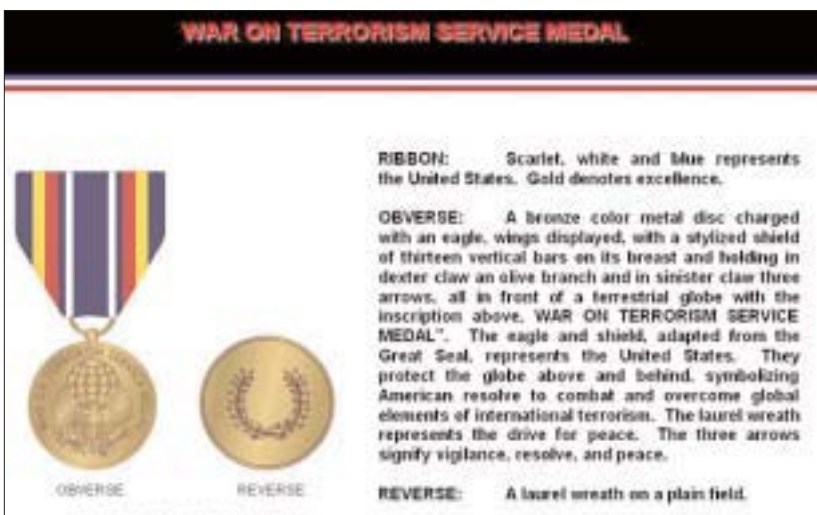 WAR ON TERRORISM SERVICE MEDAL
RIBBON: Scarlet, white and blue represents
the United States. Gold denotes excellence.
OBVERSE: A bronze color metal disc charged
with an eagle, wings displayed, with a stylized shield
of thirteen vertical bars on its breast and holding in
dexter claw an olive branch and in sinister claw three
arrows, all in front of a terrestrial globe with the
inscription above, WAR ON TERRORISM SERVICE
MEDAL". The eagle and shield, adapted from the
Great Seal, represents the United States. They
protect the globe above and behind, symbolizing
American resolve to combat and overcome global
elements of international terrorism. The laurel wreath
represents the drive for peace. The three arrows
signify vigilance, resolve, and peace.
REVERSE: A laurel wreath on a plain field.
OBVERSE
REVERSE